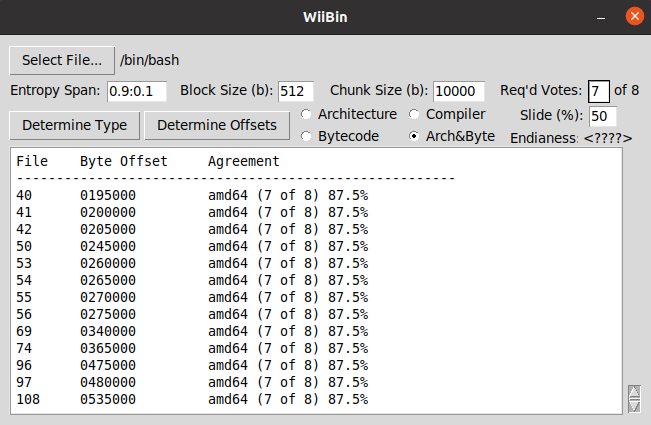 WiiBin
Select File... /bin/bash
Entropy Span: 0.9:0.1 Block Size (b): 512 Chunk Size (b): 10000 Req'd Votes: 7 of 8
Determine Type Determine Offsets Architecture Compiler Slide (%): 50
Bytecode Arch&Byte Endianess: <????>
File Byte Offset Agreement
-------------------------------------------------------
40 0195000 amd64 (7 of 8) 87.5%
41 0200000 amd64 (7 of 8) 87.5%
42 0205000 amd64 (7 of 8) 87.5%
50 0245000 amd64 (7 of 8) 87.5%
53 0260000 amd64 (7 of 8) 87.5%
54 0265000 amd64 (7 of 8) 87.5%
55 0270000 amd64 (7 of 8) 87.5%
56 0275000 amd64 (7 of 8) 87.5%
69 0340000 amd64 (7 of 8) 87.5%
74 0365000 amd64 (7 of 8) 87.5%
96 0475000 amd64 (7 of 8) 87.5%
97 0480000 amd64 (7 of 8) 87.5%
108 0535000 amd64 (7 of 8) 87.5%